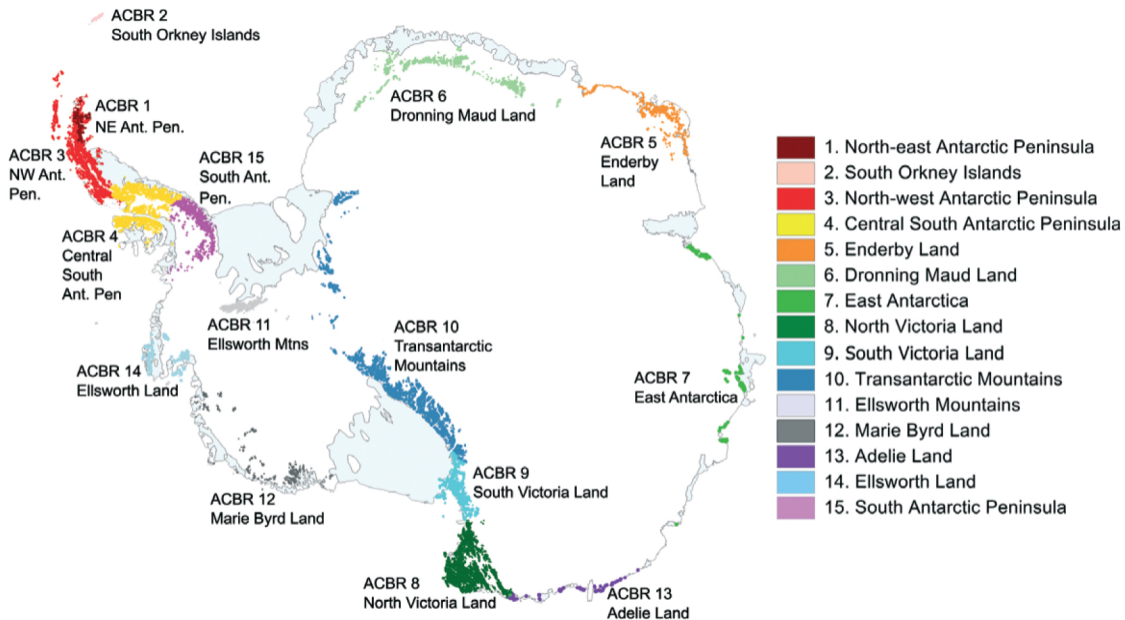 ACBR 2
South Orkney Islands
ACBR 1
NE Ant. Pen.
ACBR 3
NW Ant.
Pen.
ACBR 15
South Ant.
Pen.
ACBR 6
Dronning Maud Land
ACBR 5
Enderby
Land
ACBR 4
Central
South
Ant. Pen
ACBR 11
Ellsworth Mtns
ACBR 10
Transantarctic
Mountains
ACBR 14
Ellsworth Land
ACBR 7
East Antarctica
ACBR 12
Marie Byrd Land
ACBR 9
South Victoria Land
ACBR 8
North Victoria Land
ACBR 13
Adelie Land
1. North-east Antarctic Peninsula
2. South Orkney Islands
3. North-west Antarctic Peninsula
4. Central South Antarctic Peninsula
5. Enderby Land
6. Dronning Maud Land
7. East Antarctica
8. North Victoria Land
9. South Victoria Land
10. Transantarctic Mountains
11. Ellsworth Mountains
12. Marie Byrd Land
13. Adelie Land
14. Ellsworth Land
15. South Antarctic Peninsula